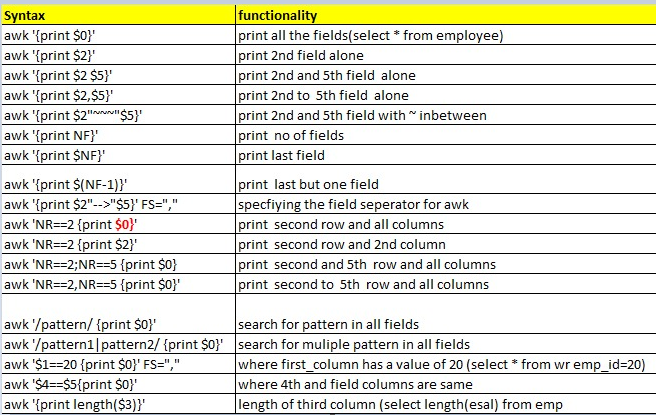 Syntax functionality
awk '{print $0}' print all the fields(select * from employee)
awk '{print $2}' print 2nd field alone
awk '{print $2 $5}' print 2nd and 5th field  alone
awk '{print $2,$5}' print 2nd to  5th field  alone
awk '{print $2"~~~"$5}' print 2nd and 5th field with ~ inbetween
awk '{print NF}' print  no of fields
awk '{print $NF}' print last field
awk '{print $(NF-1)}' print  last but one field
awk '{print $2"-->"$5}' FS="," specfiying the field seperator for awk
awk 'NR==2 {print $0}' print  second row and all columns
awk 'NR==2 {print $2}' print  second row and 2nd column
awk 'NR==2;NR==5 {print $0} print  second and 5th  row and all columns
awk 'NR==2,NR==5 {print $0}' print  second to  5th  row and all columns
awk '/pattern/ {print $0}' search for pattern in all fields
awk '/pattern1|pattern2/ {print $0}' search for muliple pattern in all fields
awk '$1==20 {print $0}' FS="," where first_column has a value of 20 (select * from wr emp_id=20)
awk '$4==$5{print $0}' where 4th and field columns are same
awk '{print length($3)}' length of third column (select length(esal) from emp